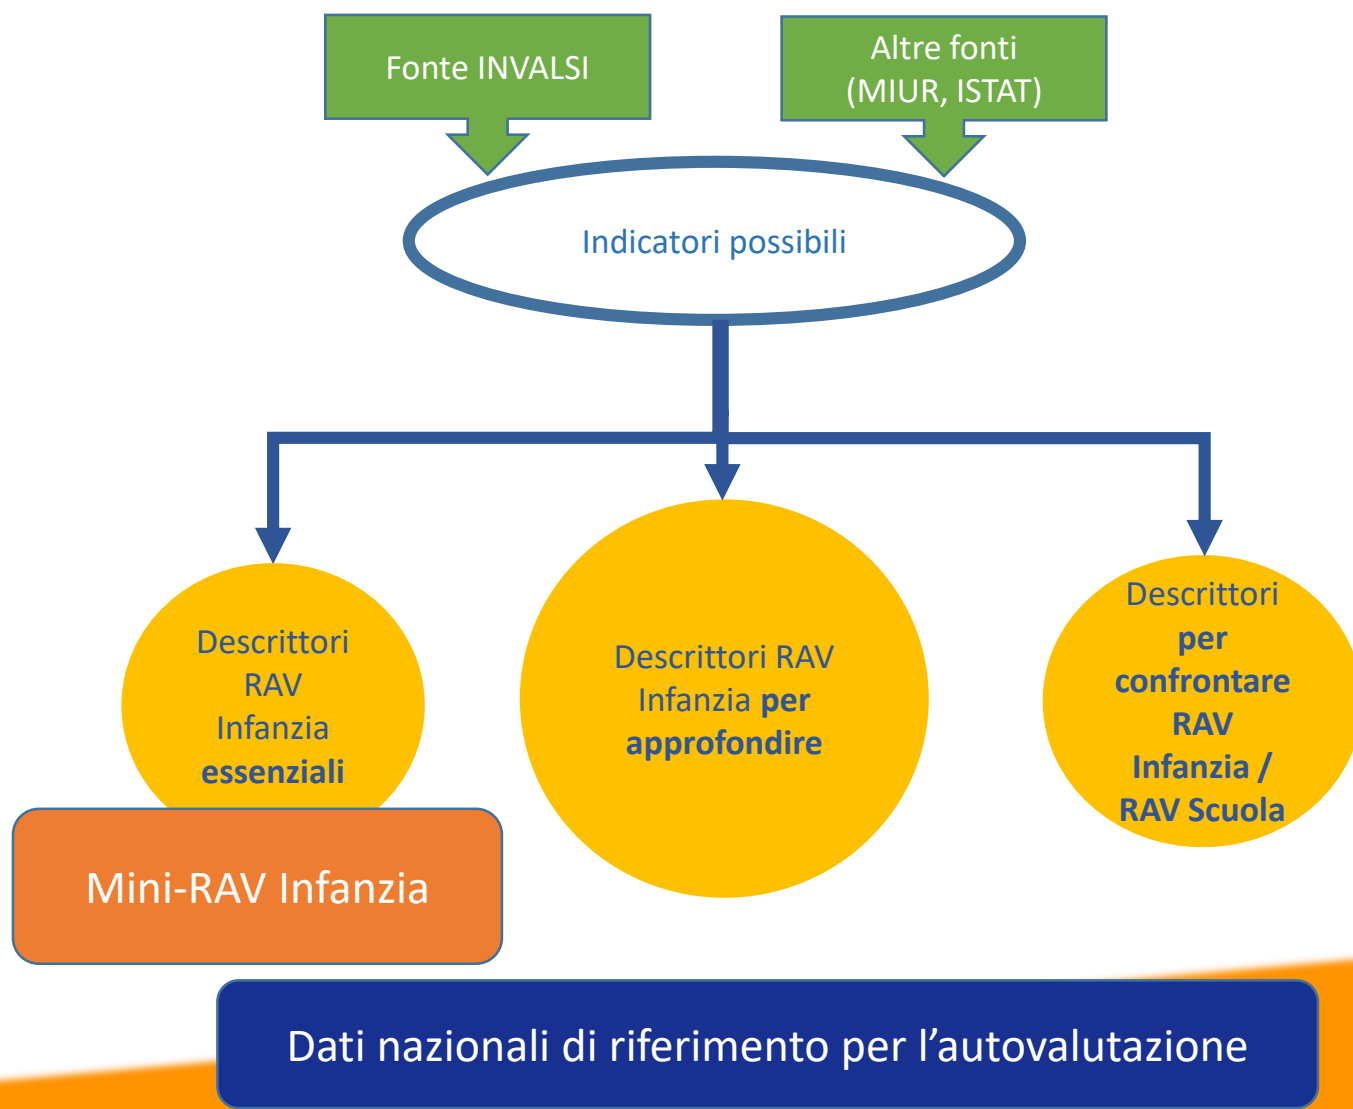 Fonte INVALSI
Altre fonti
(MIUR, ISTAT)
Indicatori possibili
Descrittori
RAV
Infanzia
essenziali
Descrittori RAV
Infanzia per
approfondire
Descrittori
per
confrontare
RAV
Infanzia /
RAV Scuola
Mini-RAV Infanzia
Dati nazionali di riferimento per l’autovalutazione